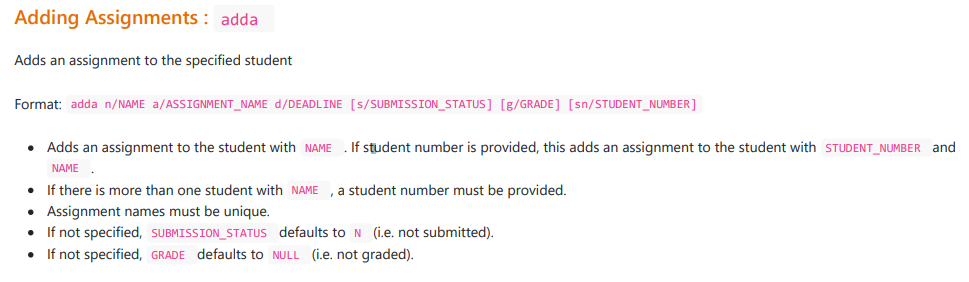 Adding Assignments : adda
Adds an assignment to the specified student
Format: adda n/NAME a/ASSIGNMENT_NAME d/DEADLINE [s/SUBMISSION_STATUS] [g/GRADE] [sn/STUDENT_NUMBER]
• Adds an assignment to the student with NAME . If student number is provided, this adds an assignment to the student with STUDENT_NUMBER and
NAME .
• If there is more than one student with NAME , a student number must be provided.
• Assignment names must be unique.
• If not specified, SUBMISSION_STATUS defaults to N (i.e. not submitted).
• If not specified, GRADE defaults to NULL (i.e. not graded).